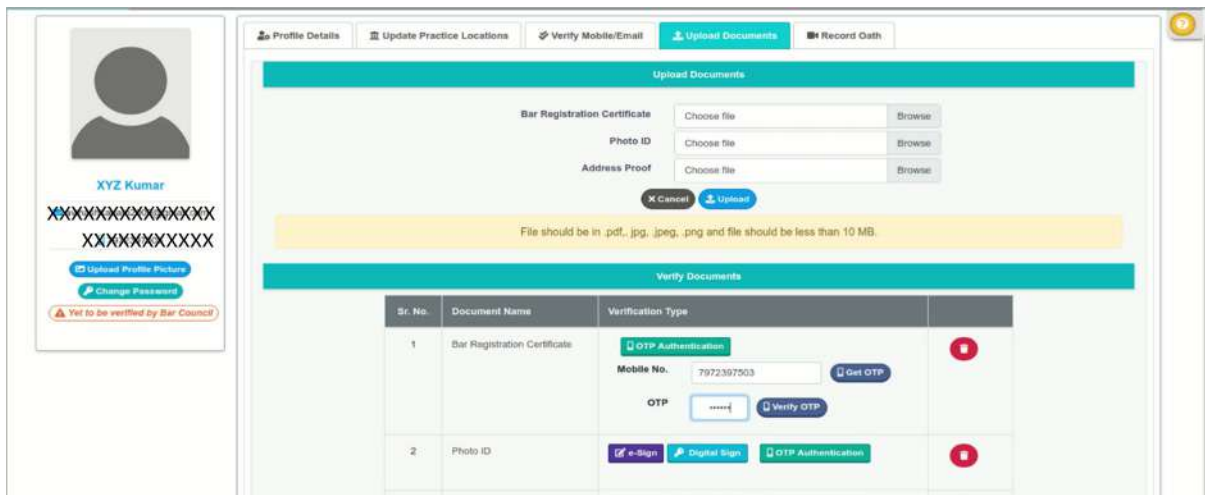 Profile Details
Update Practice Locations
Verify Mobile/Email
Upload Documents
Record Oath
XYZ Kumar
XXXXXXXXXXXXXX
XXXXXXXXXXX
Upload Profile Picture
Change Password
Yet to be verified by Bar Council
Upload Documents
Bar Registration Certificate Choose file Browse
Photo ID Choose file Browse
Address Proof Choose file Browse
Cancel Upload
File should be in .pdf,. jpg, .jpeg, .png and file should be less than 10 MB.
Verify Documents
Sr. No. Document Name Verification Type
1 Bar Registration Certificate OTP Authentication
Mobile No. 7972397503 Get OTP
OTP •••••• Verify OTP
2 Photo ID e-Sign Digital Sign OTP Authentication